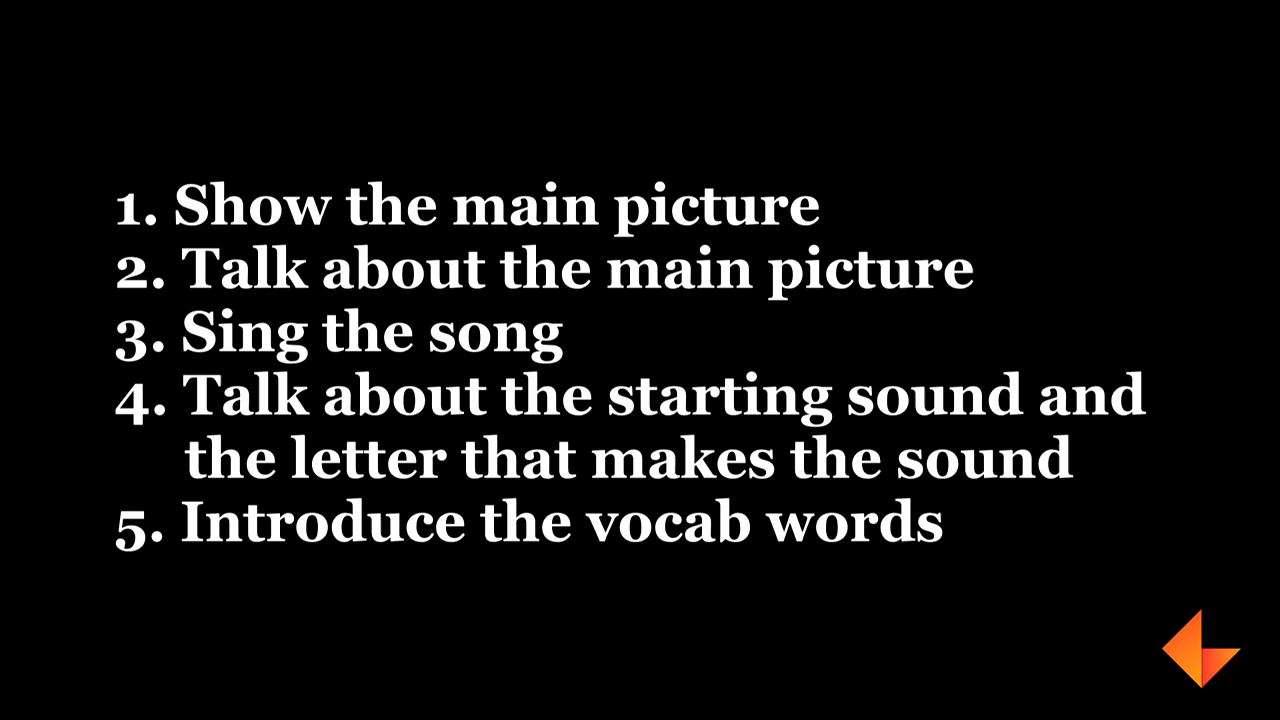 1. Show the main picture
2. Talk about the main picture
3. Sing the song
4. Talk about the starting sound and
the letter that makes the sound
5. Introduce the vocab words